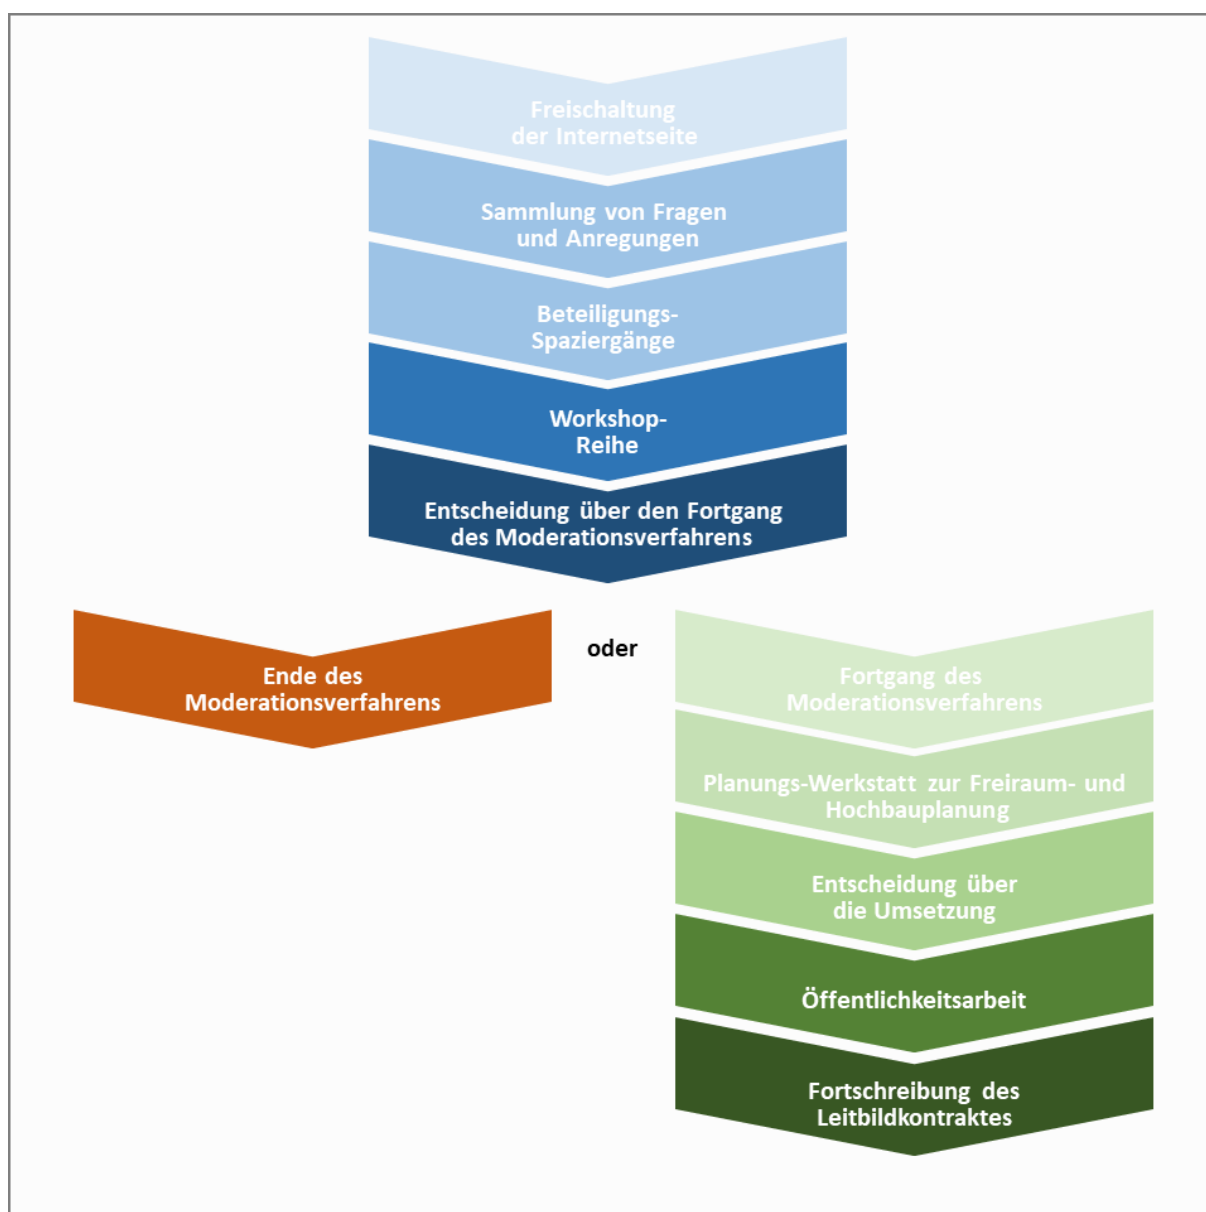 Freischaltung
der Internetseite
Sammlung von Fragen
und Anregungen
Beteiligungs-
Spaziergänge
Workshop-
Reihe
Entscheidung über den Fortgang
des Moderationsverfahrens
Ende des
Moderationsverfahrens
oder
Fortgang des
Moderationsverfahrens
Planungs-Werkstatt zur Freiraum- und
Hochbauplanung
Entscheidung über
die Umsetzung
Öffentlichkeitsarbeit
Fortschreibung des
Leitbildkontraktes